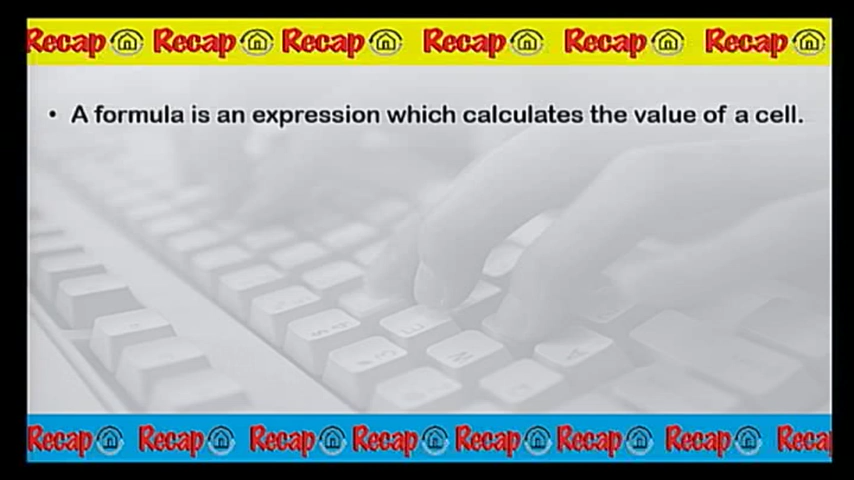 Recap Recap Recap Recap Recap Recap
• A formula is an expression which calculates the value of a cell.
Recap Recap Recap Recap Recap Recap Recap Reca